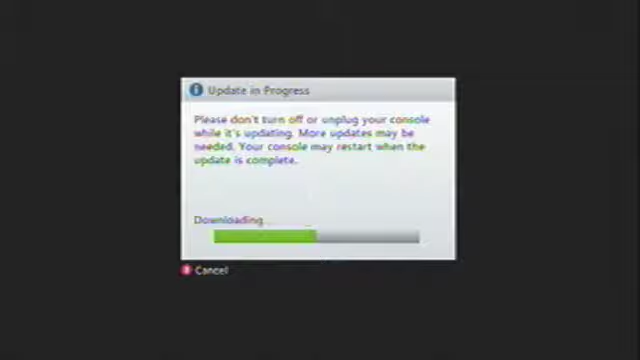 Update in Progress
Please don't turn off or unplug your console
while it's updating. More updates may be
needed. Your console may restart when the
update is complete.
Downloading...
Cancel